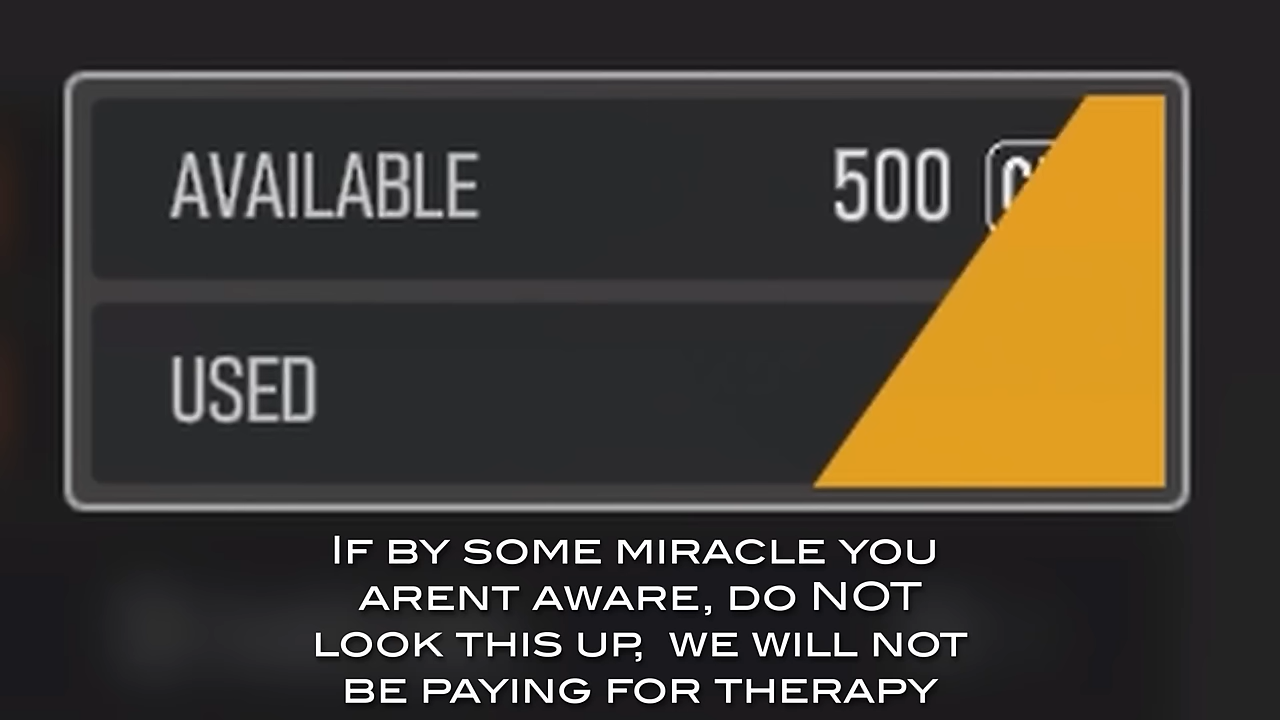 AVAILABLE 500
USED
IF BY SOME MIRACLE YOU
ARENT AWARE, DO NOT
LOOK THIS UP, WE WILL NOT
BE PAYING FOR THERAPY